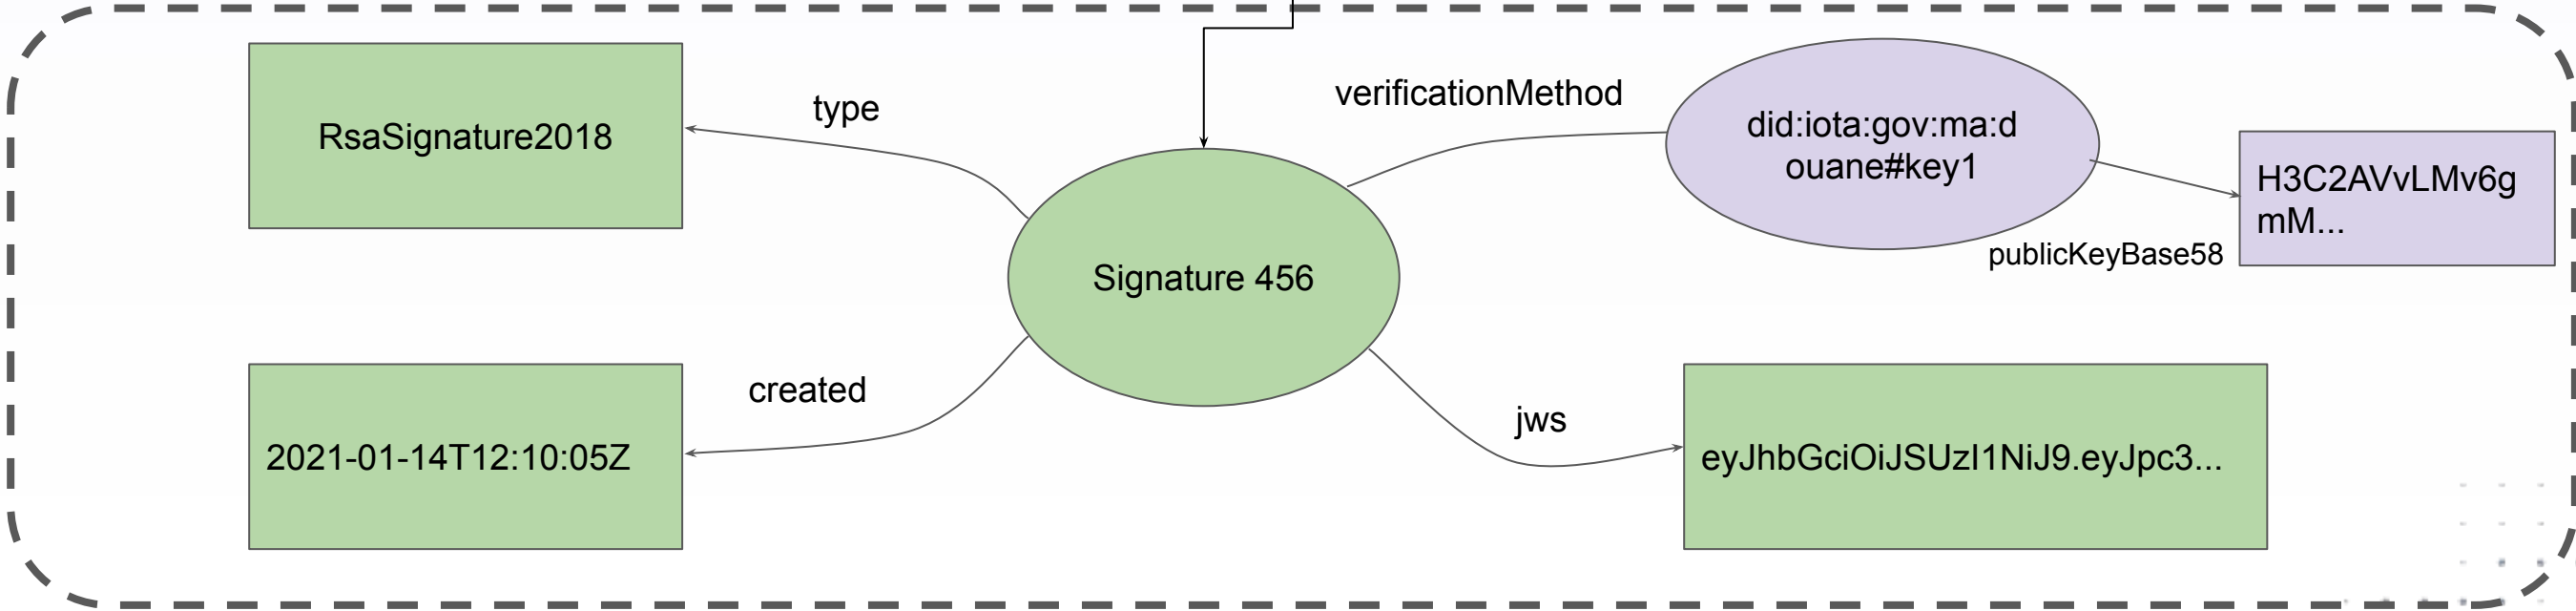 RsaSignature2018
type
verificationMethod
did:iota:gov:ma:d
ouane#key1
H3C2AVvLMv6g
mM...
publicKeyBase58
Signature 456
created
2021-01-14T12:10:05Z
jws
eyJhbGciOiJSUzI1NiJ9.eyJpc3...